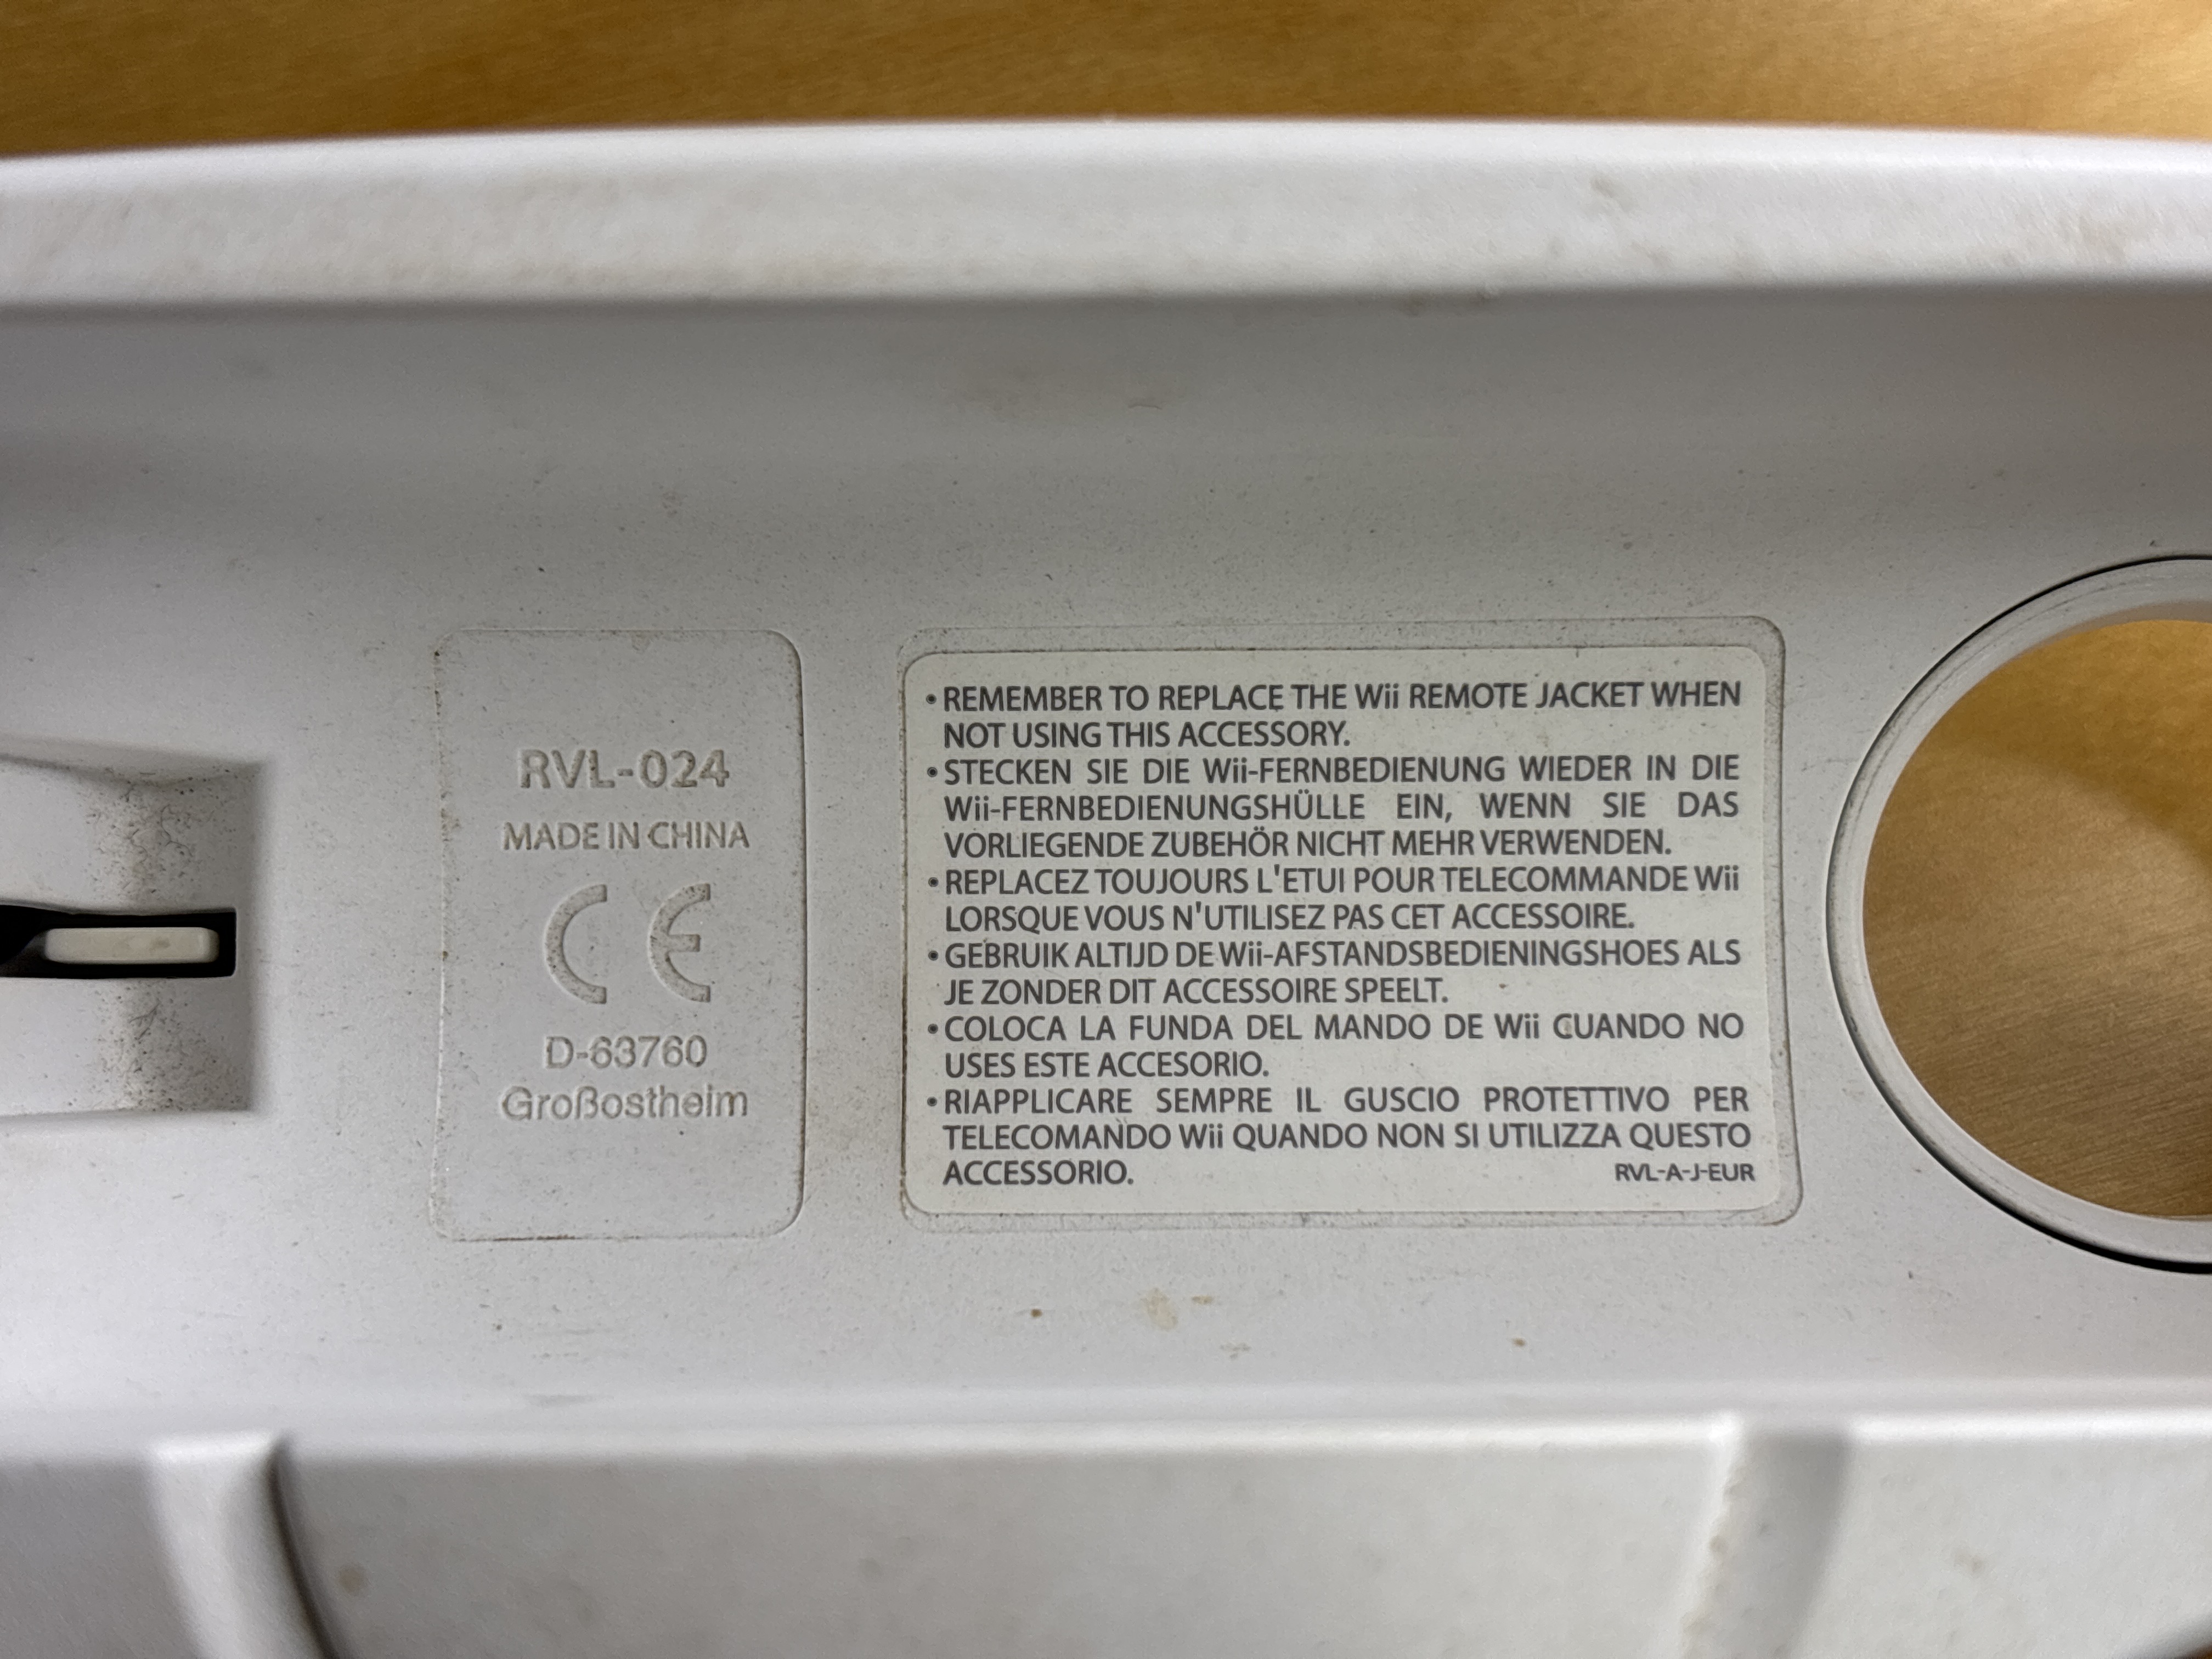 RVL-024
MADE IN CHINA
CE
D-63760
Großostheim
• REMEMBER TO REPLACE THE Wii REMOTE JACKET WHEN
NOT USING THIS ACCESSORY.
• STECKEN SIE DIE Wii-FERNBEDIENUNG WIEDER IN DIE
Wii-FERNBEDIENUNGSHÜLLE EIN, WENN SIE DAS
VORLIEGENDE ZUBEHÖR NICHT MEHR VERWENDEN.
• REPLACEZ TOUJOURS L'ETUI POUR TELECOMMANDE Wii
LORSQUE VOUS N'UTILISEZ PAS CET ACCESSOIRE.
• GEBRUIK ALTIJD DE Wii-AFSTANDSBEDIENINGSHOES ALS
JE ZONDER DIT ACCESSOIRE SPEELT.
• COLOCA LA FUNDA DEL MANDO DE Wii CUANDO NO
USES ESTE ACCESORIO.
• RIAPPLICARE SEMPRE IL GUSCIO PROTETTIVO PER
TELECOMANDO Wii QUANDO NON SI UTILIZZA QUESTO
ACCESSORIO.
RVL-A-J-EUR